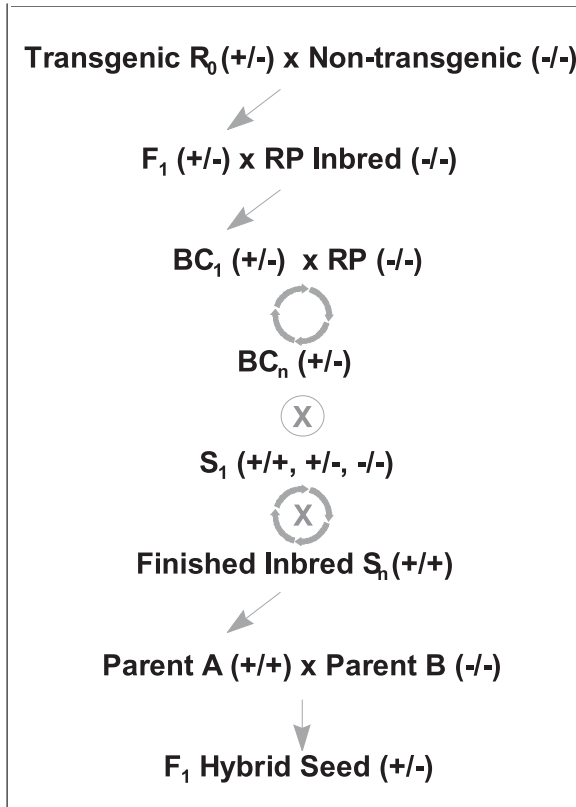 Transgenic R₀ (+/-) x Non-transgenic (-/-)
F₁ (+/-) x RP Inbred (-/-)
BC₁ (+/-) x RP (-/-)
BCₙ (+/-)
X
S₁ (+/+, +/-, -/-)
X
Finished Inbred Sₙ (+/+)
Parent A (+/+) x Parent B (-/-)
F₁ Hybrid Seed (+/-)